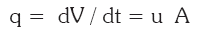 q = dV / dt = u A